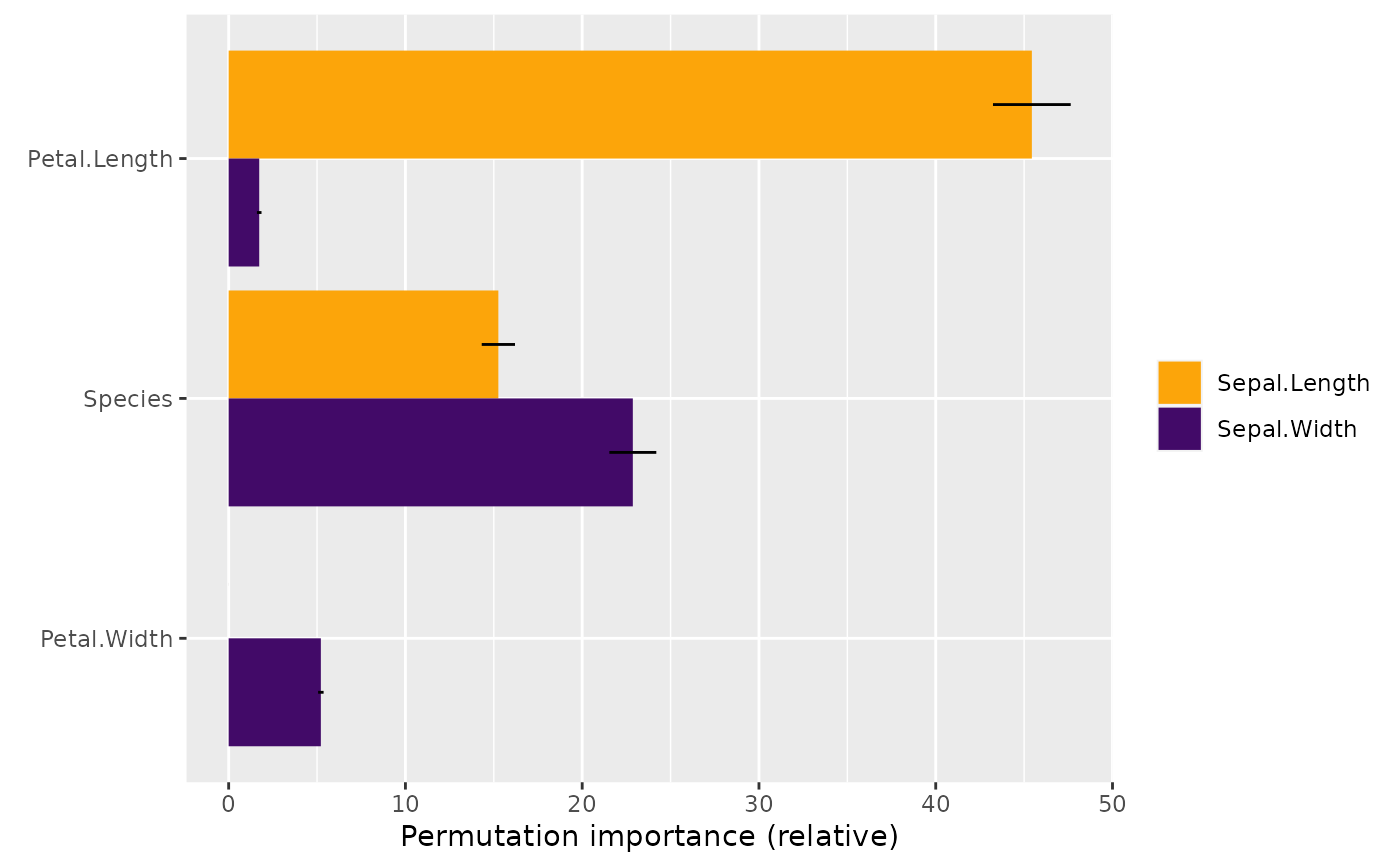 Petal.Length
Species
Petal.Width
Sepal.Length
Sepal.Width
0 10 20 30 40 50
Permutation importance (relative)